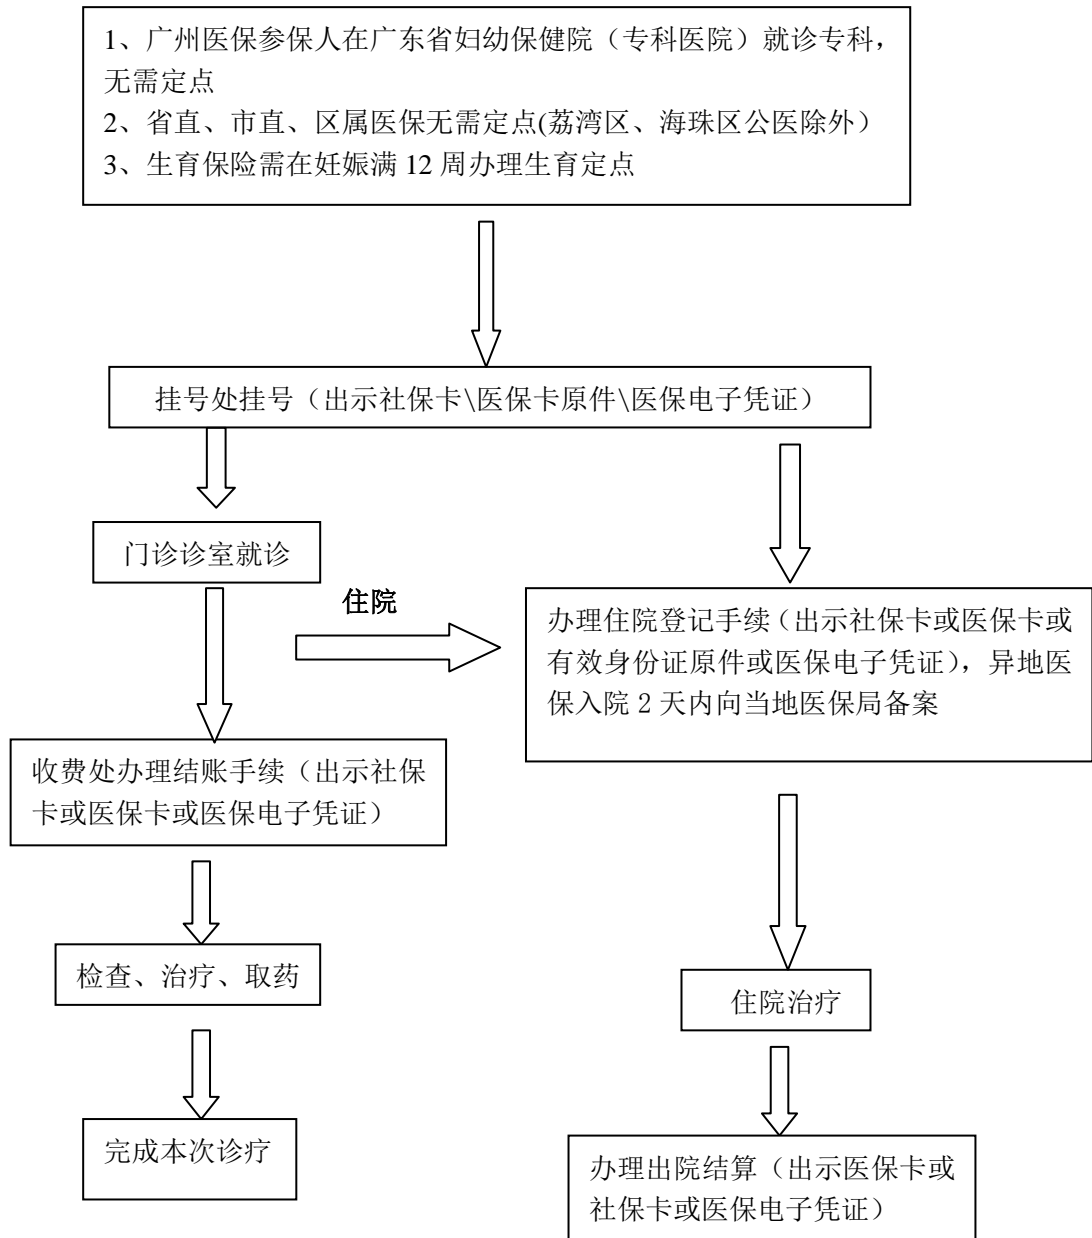 1、广州医保参保人在广东省妇幼保健院（专科医院）就诊专科，
无需定点
2、省直、市直、区属医保无需定点(荔湾区、海珠区公医除外）
3、生育保险需在妊娠满 12 周办理生育定点
挂号处挂号（出示社保卡\医保卡原件\医保电子凭证）
门诊诊室就诊
住院
办理住院登记手续（出示社保卡或医保卡或
有效身份证原件或医保电子凭证），异地医
保入院 2 天内向当地医保局备案
收费处办理结账手续（出示社保
卡或医保卡或医保电子凭证）
检查、治疗、取药
住院治疗
完成本次诊疗
办理出院结算（出示医保卡或
社保卡或医保电子凭证）